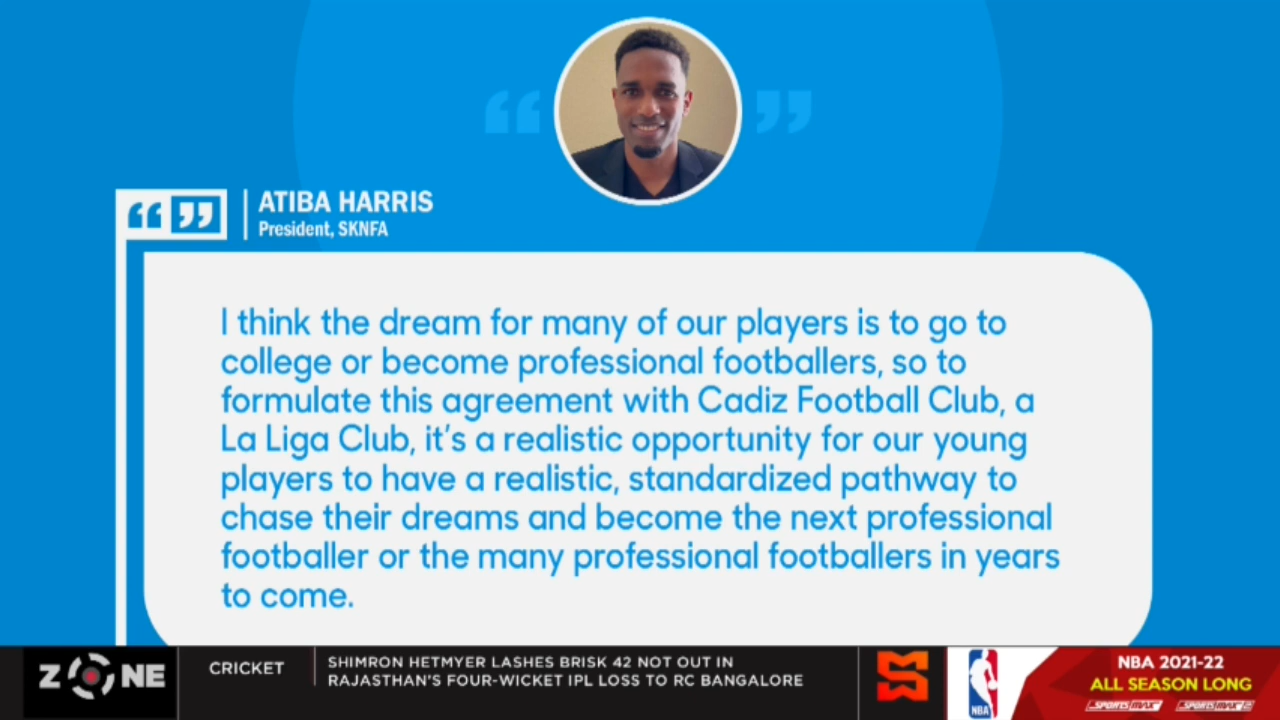 ATIBA HARRIS
President, SKNFA
I think the dream for many of our players is to go to
college or become professional footballers, so to
formulate this agreement with Cadiz Football Club, a
La Liga Club, it's a realistic opportunity for our young
players to have a realistic, standardized pathway to
chase their dreams and become the next professional
footballer or the many professional footballers in years
to come.
ZONE
CRICKET
SHIMRON HETMYER LASHES BRISK 42 NOT OUT IN
RAJASTHAN'S FOUR-WICKET IPL LOSS TO RC BANGALORE
NBA
NBA 2021-22
ALL SEASON LONG
SPORTSMAX SPORTSMAX 2